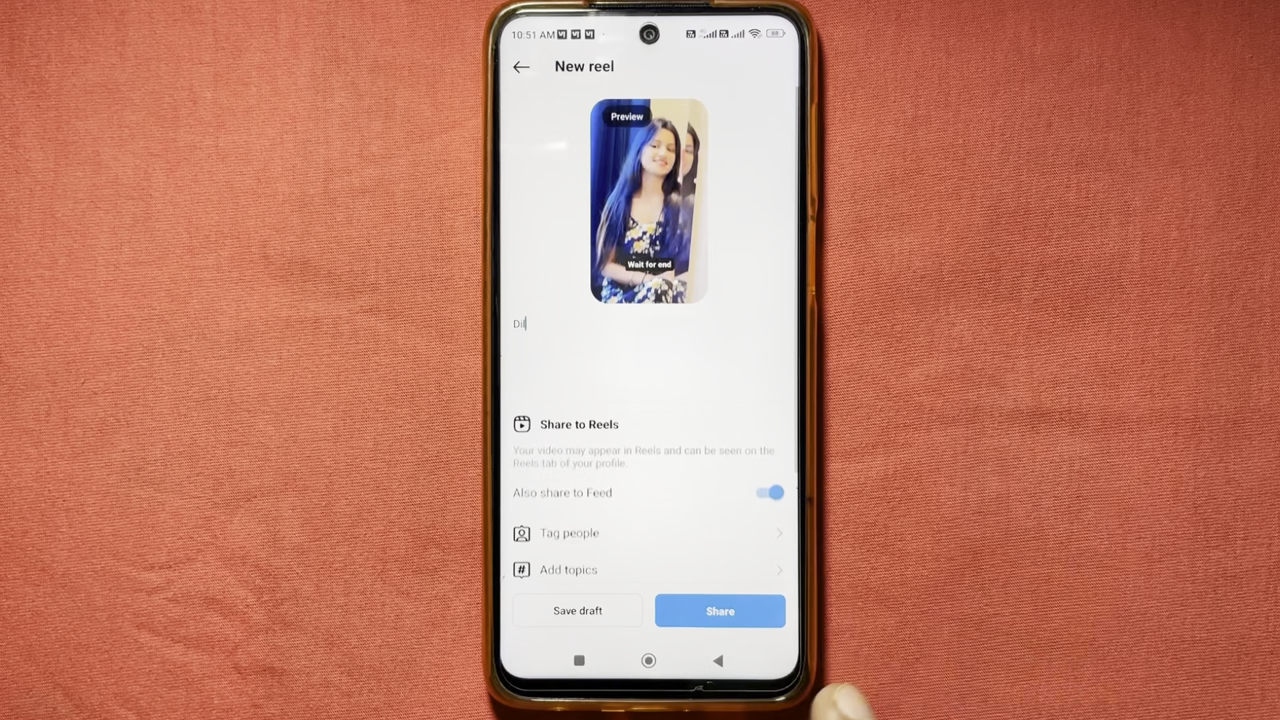 10:51 AM
88
New reel
Preview
Wait for end
Dil
Share to Reels
Your video may appear in Reels and can be seen on the
Reels tab of your profile.
Also share to Feed
Tag people
#
Add topics
Save draft
Share